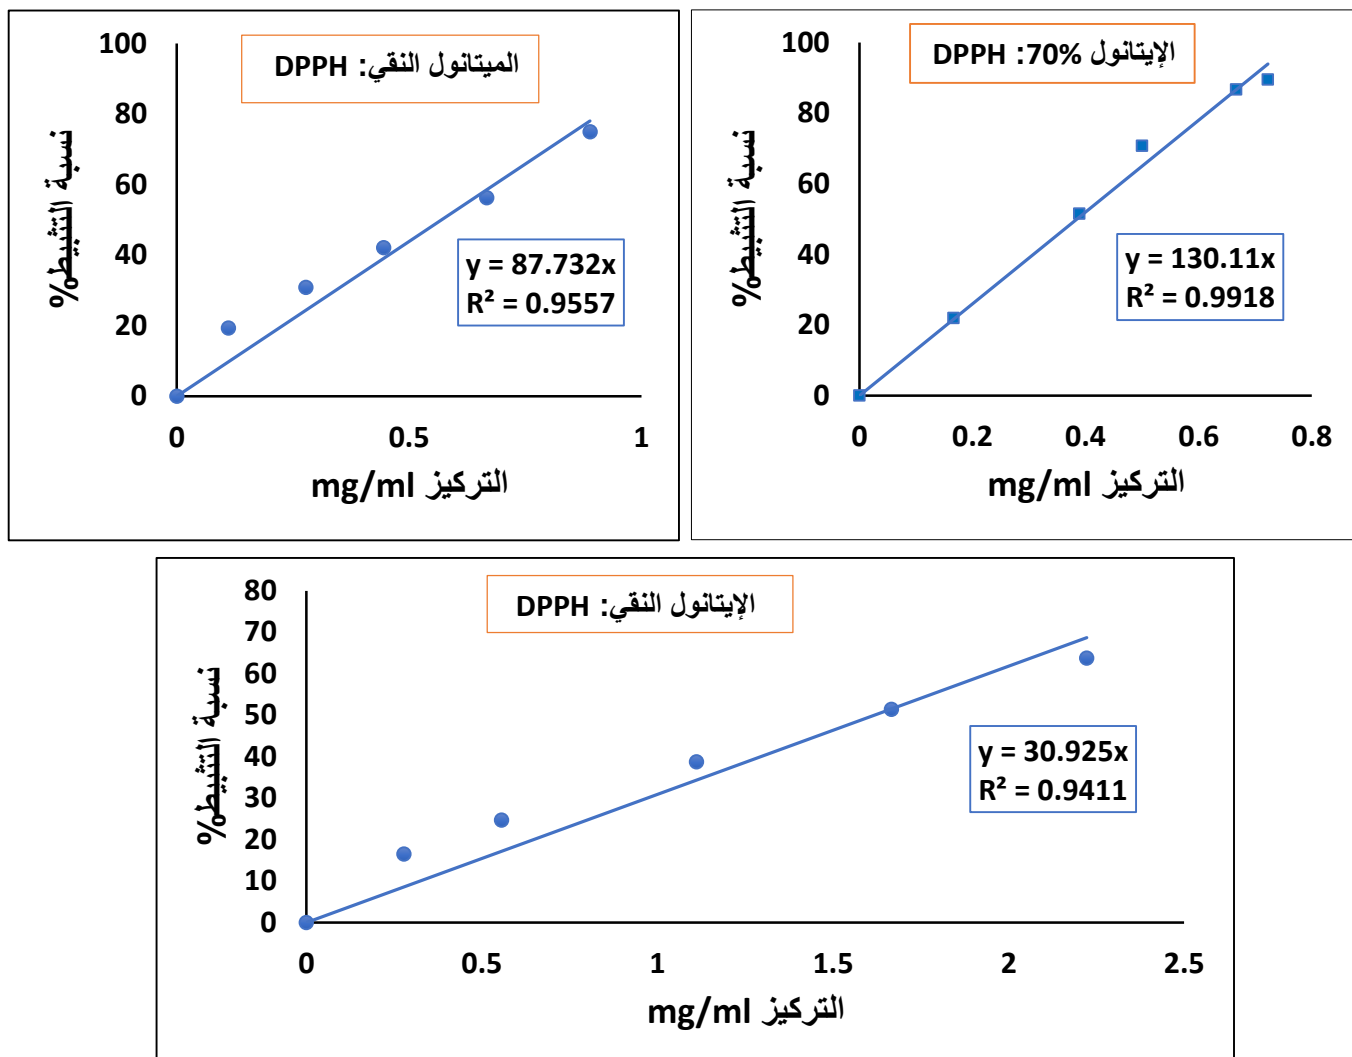 الميتانول النقي: DPPH
نسبة التثبيط%
100
80
60
40
20
0
y = 87.732x
R² = 0.9557
0 0.5 1
التركيز mg/ml
الإيتانول 70%: DPPH
نسبة التثبيط%
100
80
60
40
20
0
y = 130.11x
R² = 0.9918
0 0.2 0.4 0.6 0.8
التركيز mg/ml
الإيتانول النقي: DPPH
نسبة التثبيط%
80
70
60
50
40
30
20
10
0
y = 30.925x
R² = 0.9411
0 0.5 1 1.5 2 2.5
التركيز mg/ml